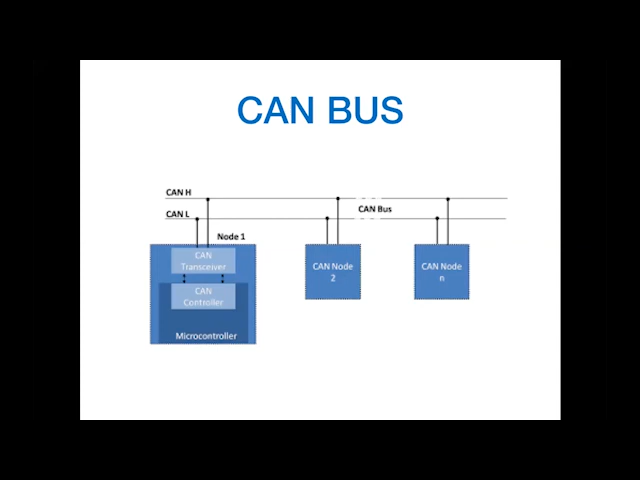 CAN BUS
CAN H
CAN L
CAN Bus
Node 1
CAN
Transceiver
CAN
Controller
Microcontroller
CAN Node
2
CAN Node
n